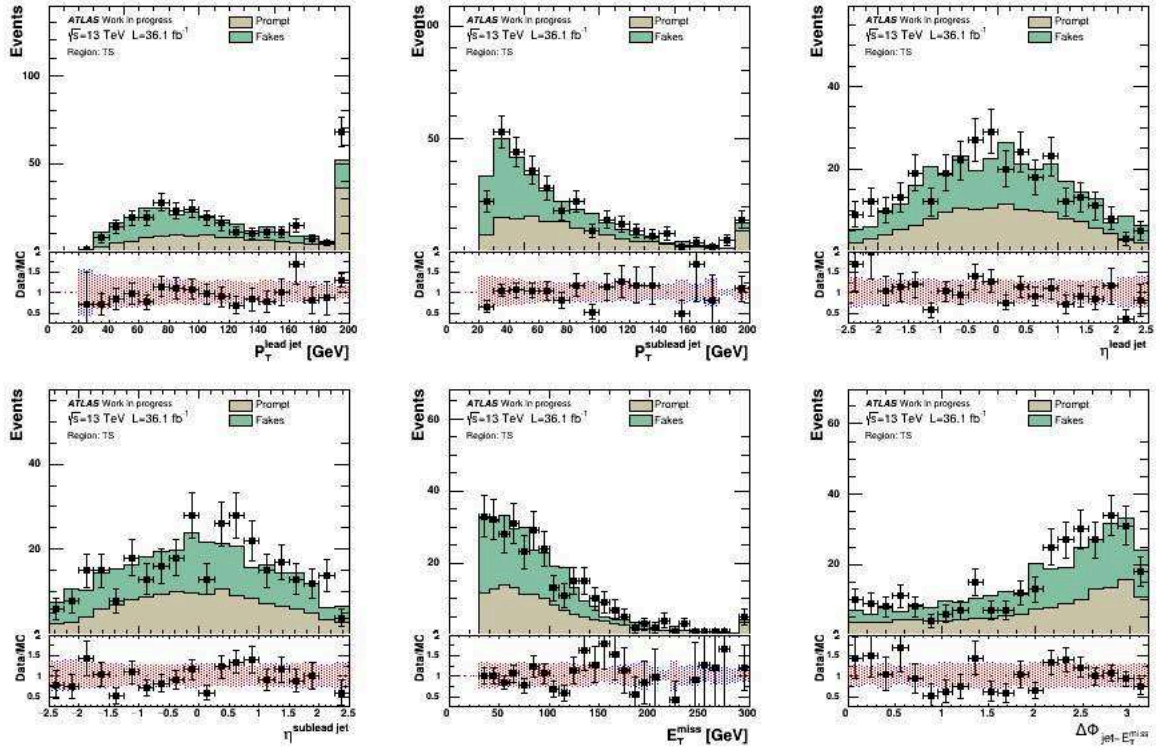 Events
100
50
ATLAS Work in progress
√s=13 TeV L=36.1 fb⁻¹
Region: TS
Prompt
Fakes
Data/MC
2
1.5
1
0.5
0 20 40 60 80 100 120 140 160 180 200
P_T^lead jet [GeV]
Events
100
50
ATLAS Work in progress
√s=13 TeV L=36.1 fb⁻¹
Region: TS
Prompt
Fakes
Data/MC
2
1.5
1
0.5
0 20 40 60 80 100 120 140 160 180 200
P_T^sublead jet [GeV]
Events
40
20
ATLAS Work in progress
√s=13 TeV L=36.1 fb⁻¹
Region: TS
Prompt
Fakes
Data/MC
2
1.5
1
0.5
-2.5 -2 -1.5 -1 -0.5 0 0.5 1 1.5 2 2.5
η^lead jet
Events
40
20
ATLAS Work in progress
√s=13 TeV L=36.1 fb⁻¹
Region: TS
Prompt
Fakes
Data/MC
2
1.5
1
0.5
-2.5 -2 -1.5 -1 -0.5 0 0.5 1 1.5 2 2.5
η^sublead jet
Events
60
40
20
ATLAS Work in progress
√s=13 TeV L=36.1 fb⁻¹
Region: TS
Prompt
Fakes
Data/MC
2
1.5
1
0.5
0 50 100 150 200 250 300
E_T^miss [GeV]
Events
60
40
20
ATLAS Work in progress
√s=13 TeV L=36.1 fb⁻¹
Region: TS
Prompt
Fakes
Data/MC
2
1.5
1
0.5
0 0.5 1 1.5 2 2.5 3
ΔΦ_jet-E_T^miss